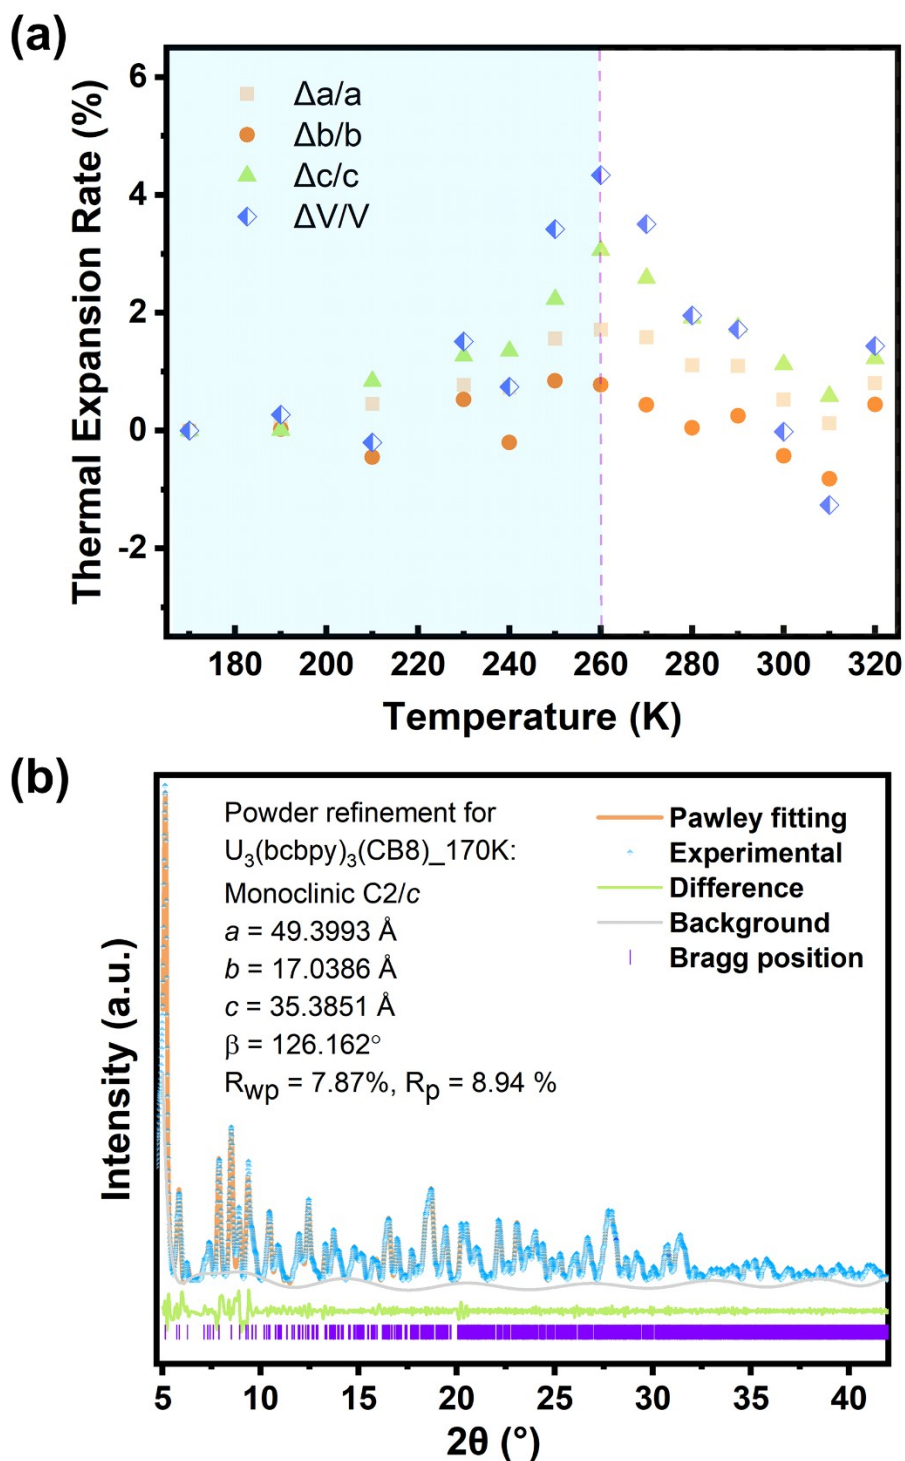 (a)
Thermal Expansion Rate (%)
6
4
2
0
-2
Δa/a
Δb/b
Δc/c
ΔV/V
180 200 220 240 260 280 300 320
Temperature (K)
(b)
Intensity (a.u.)
Powder refinement for
U₃(bcbpy)₃(CB8)_170K:
Monoclinic C2/c
a = 49.3993 Å
b = 17.0386 Å
c = 35.3851 Å
β = 126.162°
Rwp = 7.87%, Rp = 8.94 %
Pawley fitting
Experimental
Difference
Background
Bragg position
5 10 15 20 25 30 35 40
2θ (°)